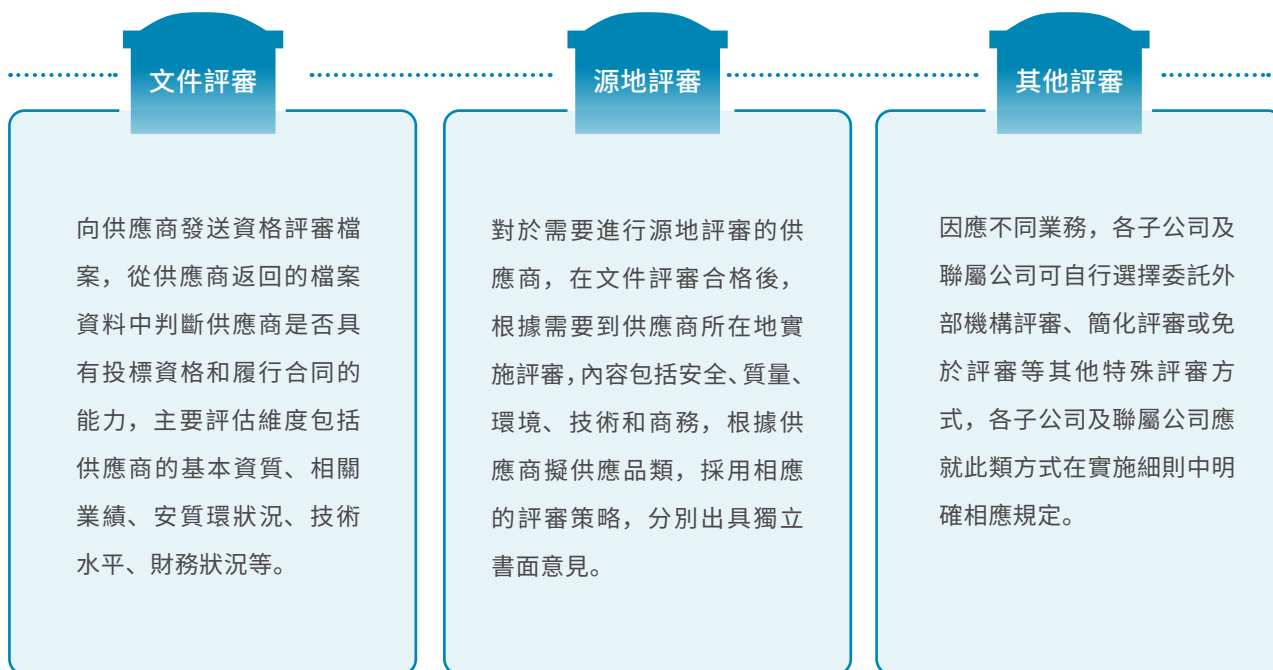 文件評審
向供應商發送資格評審檔
案，從供應商返回的檔案
資料中判斷供應商是否具
有投標資格和履行合同的
能力，主要評估維度包括
供應商的基本資質、相關
業績、安質環狀況、技術
水平、財務狀況等。
源地評審
對於需要進行源地評審的供
應商，在文件評審合格後，
根據需要到供應商所在地實
施評審，內容包括安全、質量、
環境、技術和商務，根據供
應商擬供應品類，採用相應
的評審策略，分別出具獨立
書面意見。
其他評審
因應不同業務，各子公司及
聯屬公司可自行選擇委託外
部機構評審、簡化評審或免
於評審等其他特殊評審方
式，各子公司及聯屬公司應
就此類方式在實施細則中明
確相應規定。